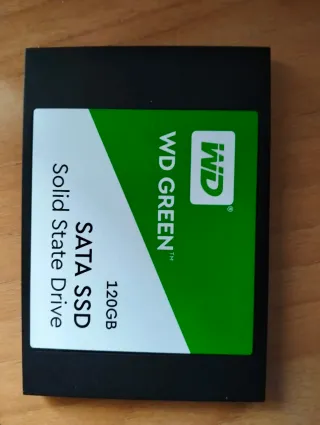 WD®
WD GREEN™
120GB
SATA SSD
Solid State Drive